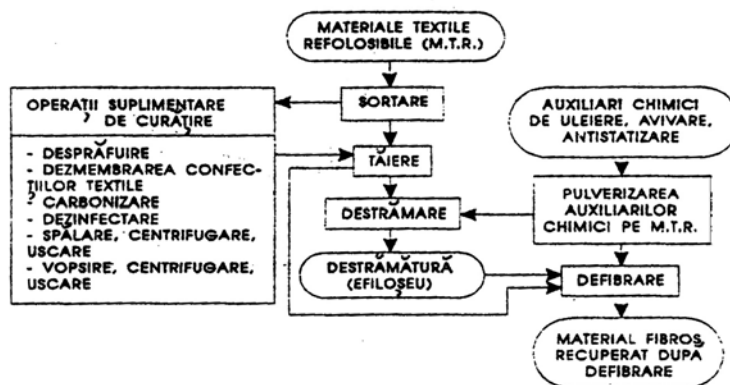 MATERIALE TEXTILE
REFOLOSIBILE (M.T.R.)
OPERAȚII SUPLIMENTARE
DE CURĂȚIRE
- DESPRĂFUIRE
- DEZMEMBRAREA CONFEC-
ȚIILOR TEXTILE
- CARBONIZARE
- DEZINFECTARE
- SPĂLARE, CENTRIFUGARE,
USCARE
- VOPSIRE, CENTRIFUGARE,
USCARE
SORTARE
TĂIERE
DESTRĂMARE
DESTRĂMĂTURĂ
(EFILOȘEU)
AUXILIARI CHIMICI
DE ULEIERE, AVIVARE,
ANTISTATIZARE
PULVERIZAREA
AUXILIARILOR
CHIMICI PE M.T.R.
DEFIBRARE
MATERIAL FIBROS
RECUPERAT DUPĂ
DEFIBRARE